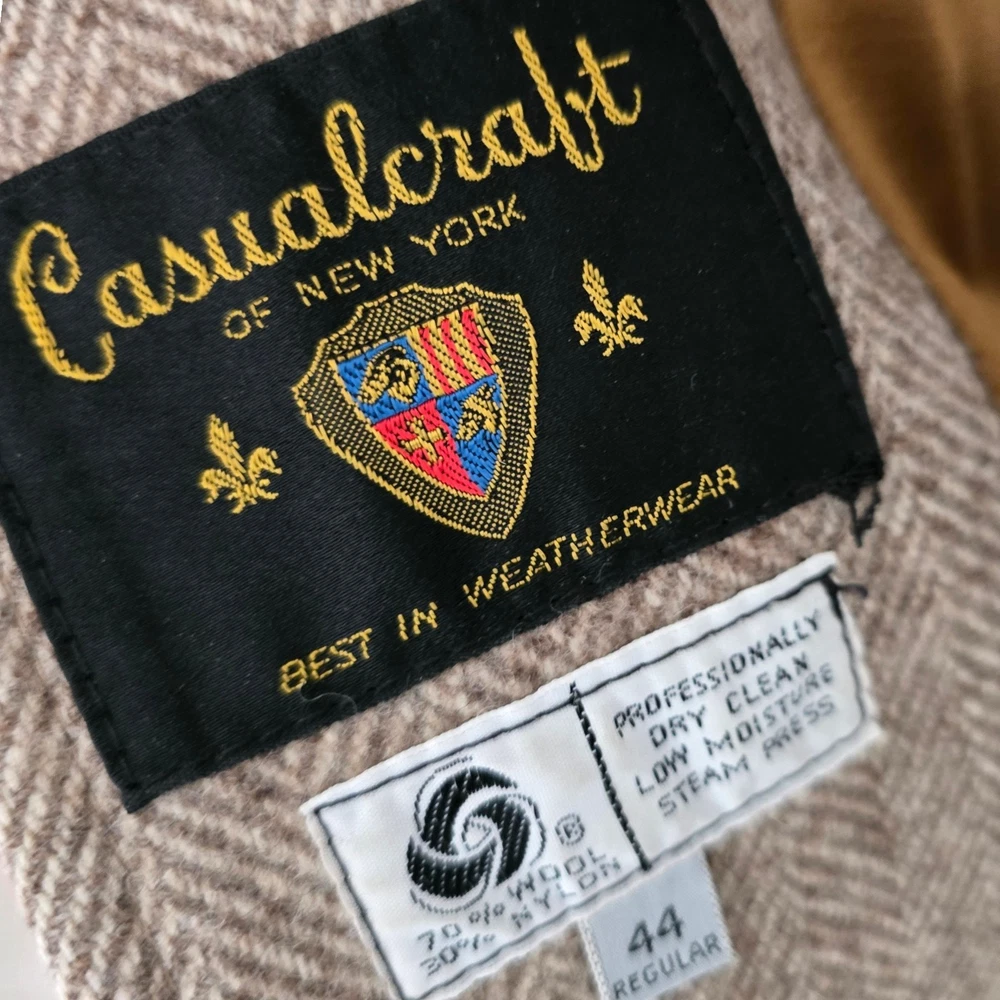 Casualcraft
OF NEW YORK
BEST IN WEATHERWEAR
PROFESSIONALLY
DRY CLEAN
LOW MOISTURE
STEAM PRESS
®
70% WOOL
30% NYLON
44
REGULAR